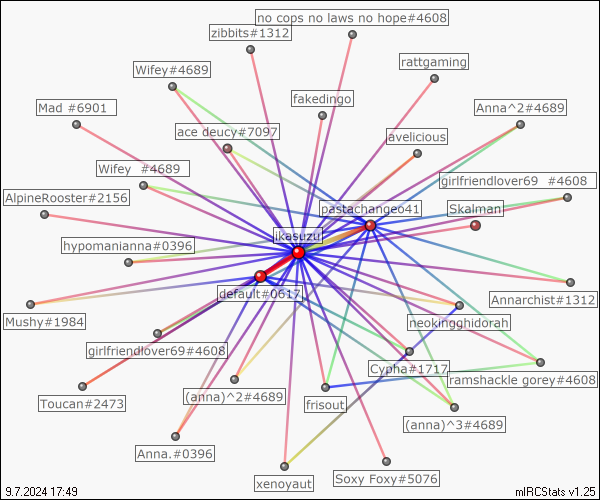 no cops no laws no hope#4608
zibbits#1312
rattgaming
Wifey#4689
fakedingo
Mad #6901
Anna^2#4689
ace deucy#7097
avelicious
Wifey  #4689
girlfriendlover69  #4608
AlpineRooster#2156
pastachange041
Skalman
ikasuzu
hypomanianna#0396
default#0617
Annarchist#1312
Mushy#1984
neokingghidorah
girlfriendlover69#4608
Cypha#1717
ramshackle gorey#4608
Toucan#2473
(anna)^2#4689
frisout
(anna)^3#4689
Anna.#0396
xenoyaut
Soxy Foxy#5076
9.7.2024 17:49
mIRCStats v1.25